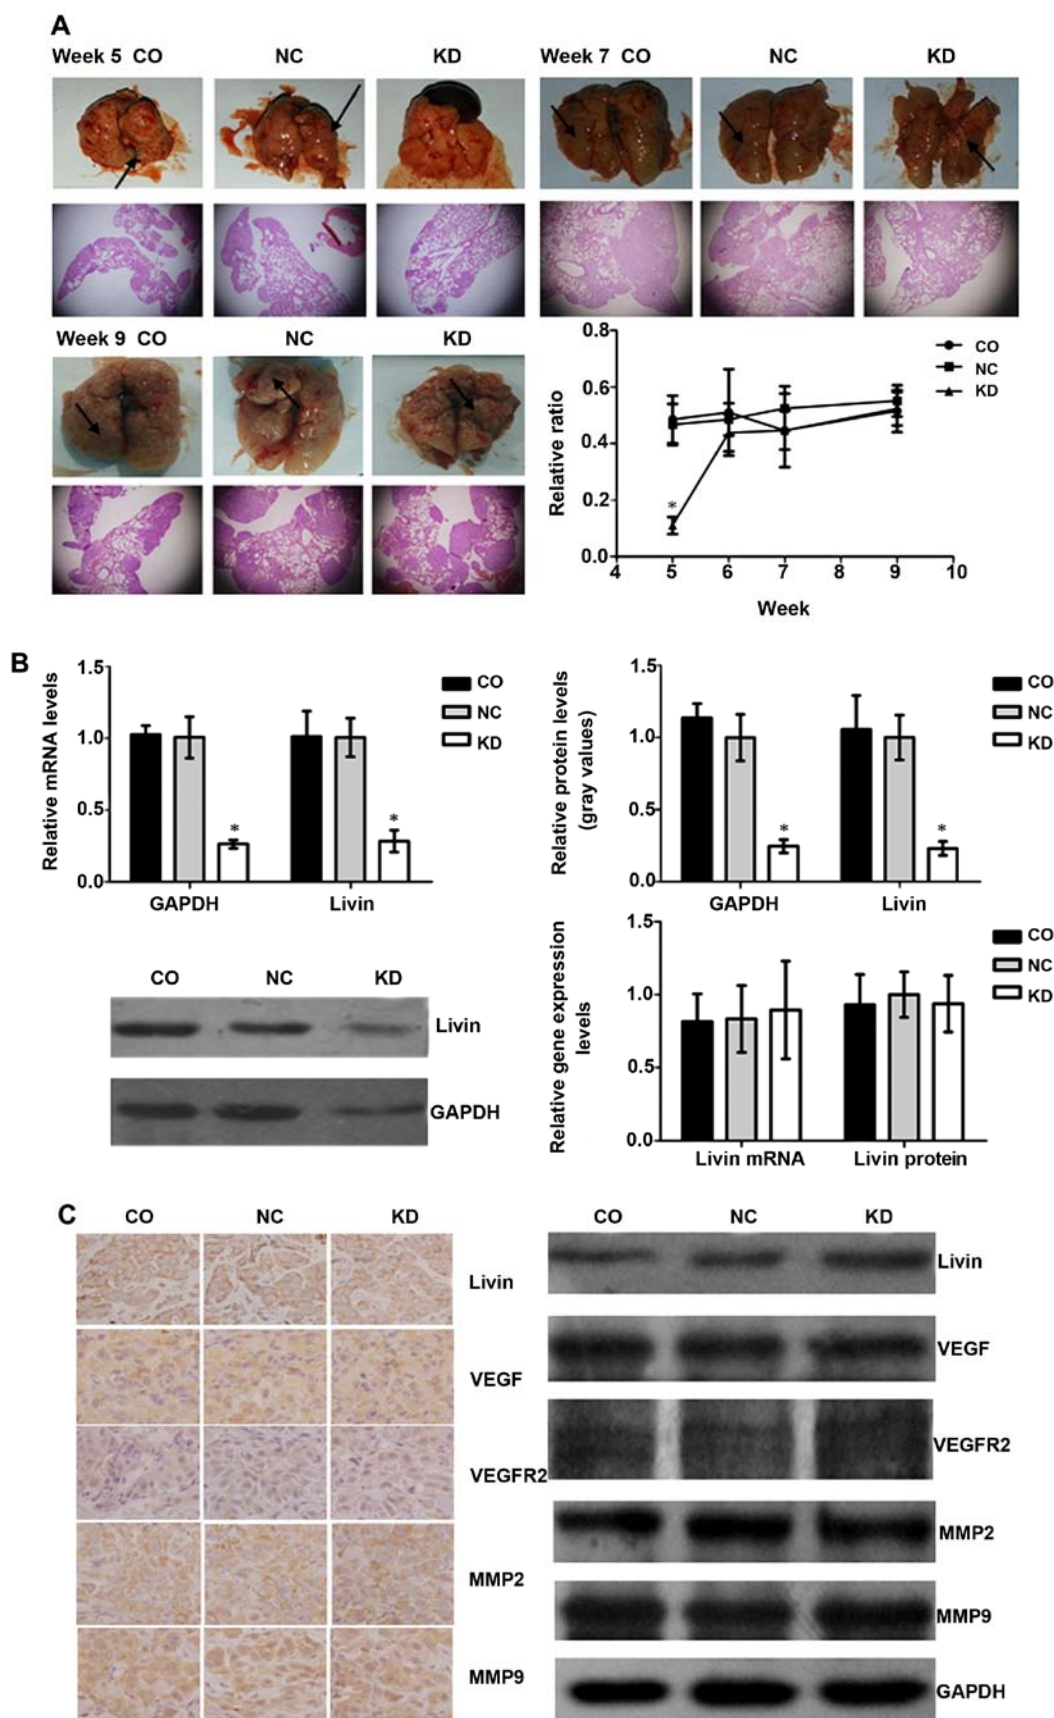 A
Week 5 CO NC KD
Week 7 CO NC KD
Week 9 CO NC KD
0.8
0.6
0.4
0.2
0.0
Relative ratio
CO
NC
KD
*
4 5 6 7 8 9 10
Week
B
1.5
1.0
0.5
0.0
Relative mRNA levels
CO
NC
KD
* *
GAPDH Livin
1.5
1.0
0.5
0.0
Relative protein levels
(gray values)
CO
NC
KD
* *
GAPDH Livin
CO NC KD
Livin
GAPDH
1.5
1.0
0.5
0.0
Relative gene expression
levels
CO
NC
KD
Livin mRNA Livin protein
C
CO NC KD
Livin
VEGF
VEGFR2
MMP2
MMP9
CO NC KD
Livin
VEGF
VEGFR2
MMP2
MMP9
GAPDH